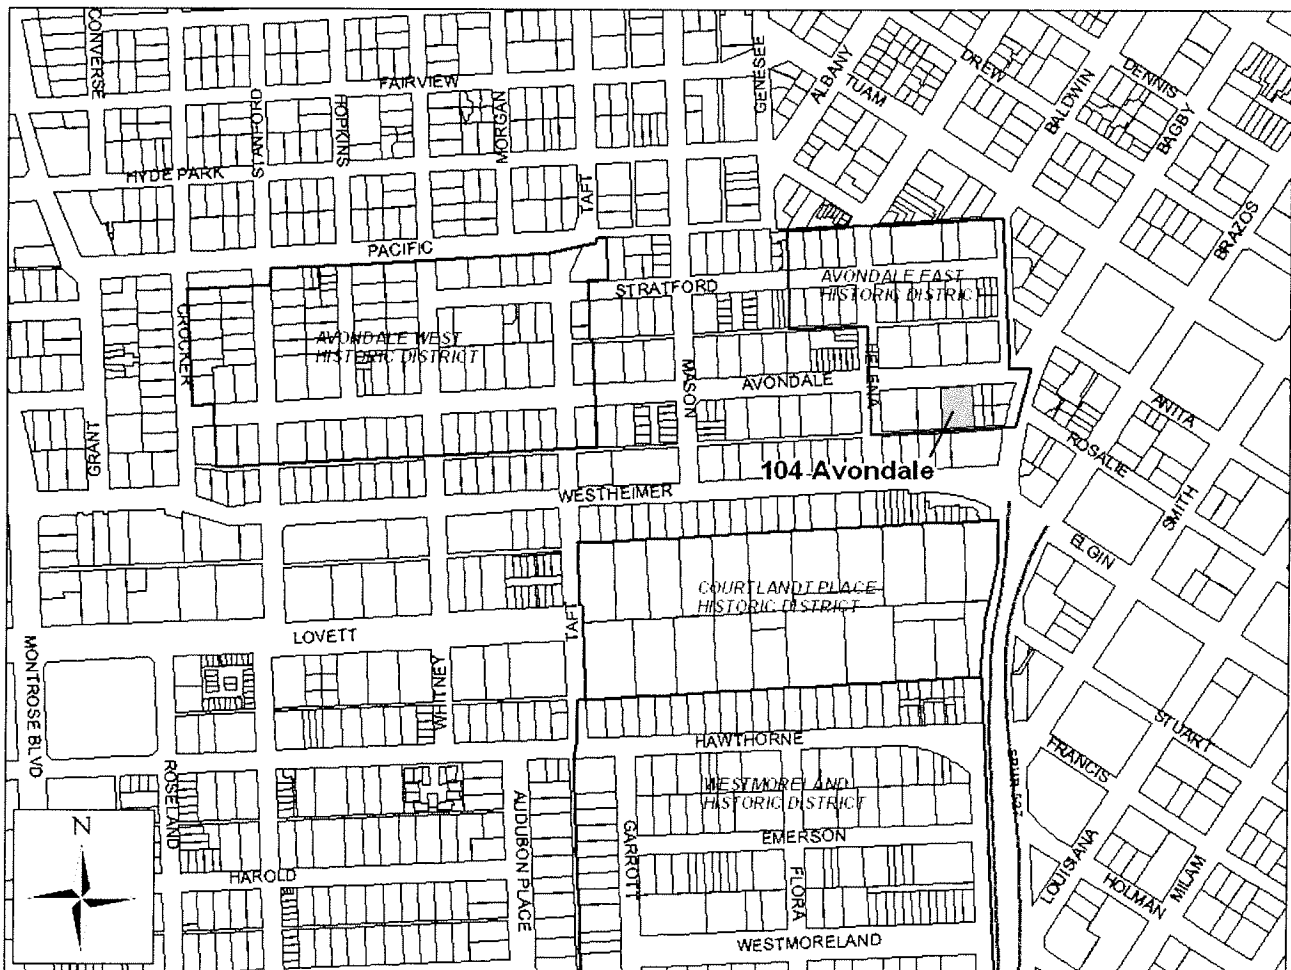 CONVERSE
FAIRVIEW
STANFORD
HOPKINS
MORGAN
GENESEE
ALBANY
TUAM
DREW
BALDWIN
DENNIS
BAGBY
BRAZOS
HYDE PARK
TAFT
PACIFIC
STRATFORD
AVONDALE EAST
HISTORIC DISTRICT
CROCKER
AVONDALE WEST
HISTORIC DISTRICT
MASON
AVONDALE
HELENA
ANITA
GRANT
104 Avondale
ROSALIE
SMITH
WESTHEIMER
ELGIN
COURTLANDT PLACE
HISTORIC DISTRICT
LOVETT
TAFT
MONTROSE BLVD
WHITNEY
HAWTHORNE
STUART
FRANCIS
SPUR 527
ROSELAND
WESTMORELAND
HISTORIC DISTRICT
N
AUDUBON PLACE
GARROTT
EMERSON
HAROLD
FLORA
LOUISIANA
HOLMAN
MILAM
WESTMORELAND